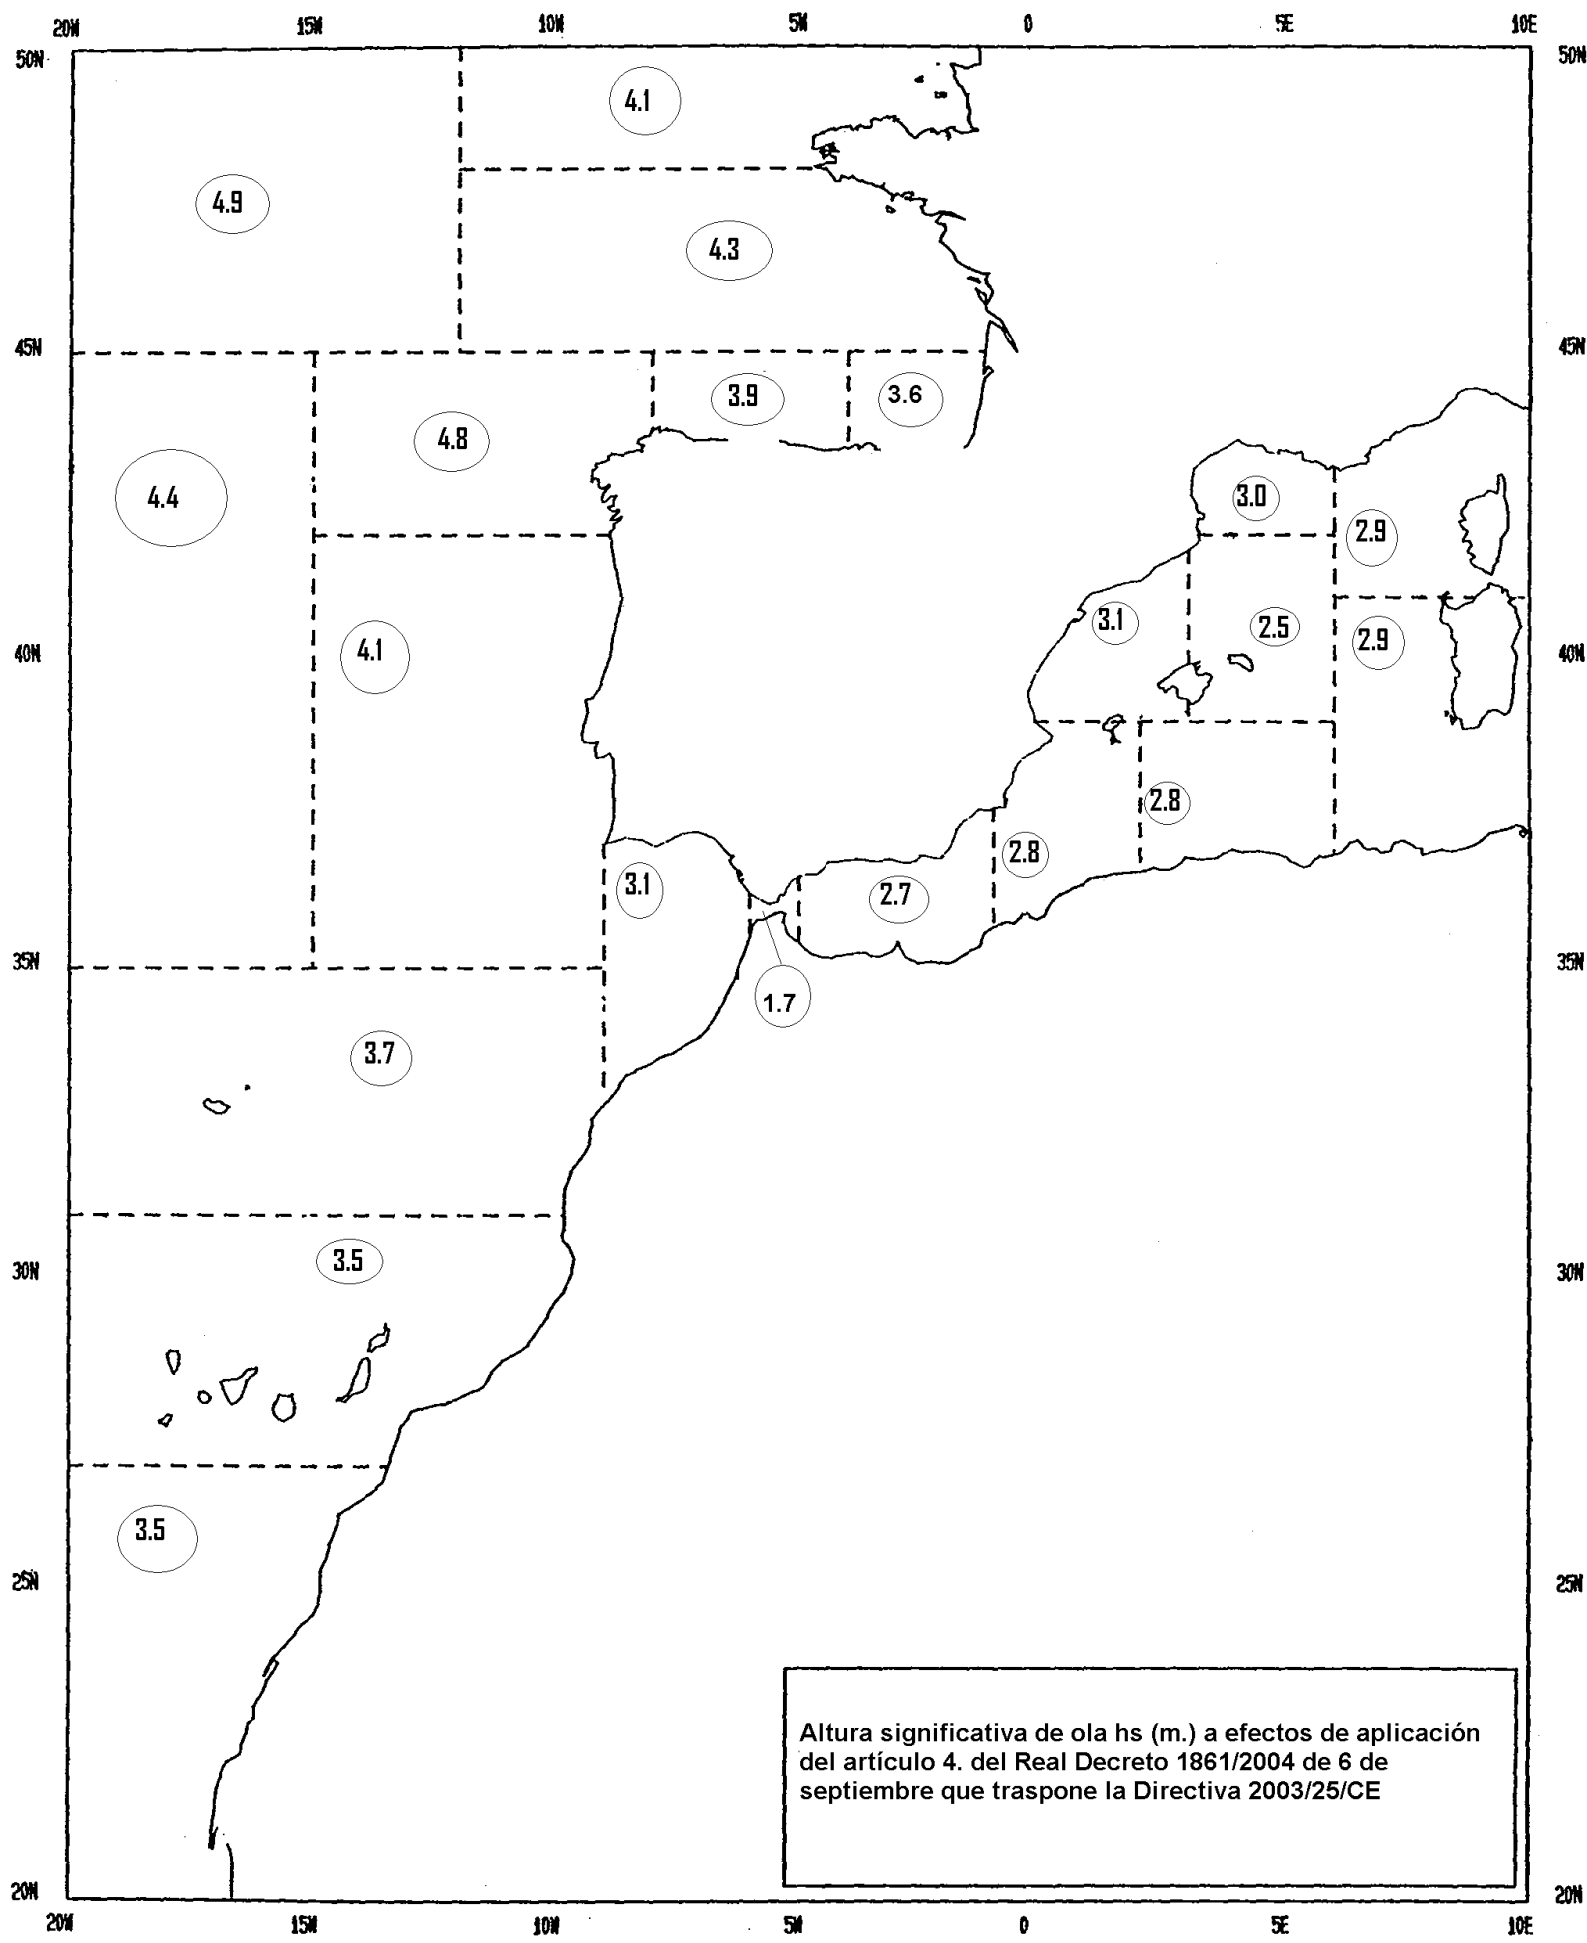 20W 15W 10W 5W 0 5E 10E
50N 50N
4.1
4.9
4.3
45N 45N
3.9 3.6
4.8
4.4 3.0
2.9
3.1 2.5 2.9
4.1
40N 40N
2.8
2.8
3.1 2.7
35N 35N
1.7
3.7
3.5
30N 30N
3.5
25N 25N
Altura significativa de ola hs (m.) a efectos de aplicación
del artículo 4. del Real Decreto 1861/2004 de 6 de
septiembre que traspone la Directiva 2003/25/CE
20N 20N
20W 15W 10W 5W 0 5E 10E